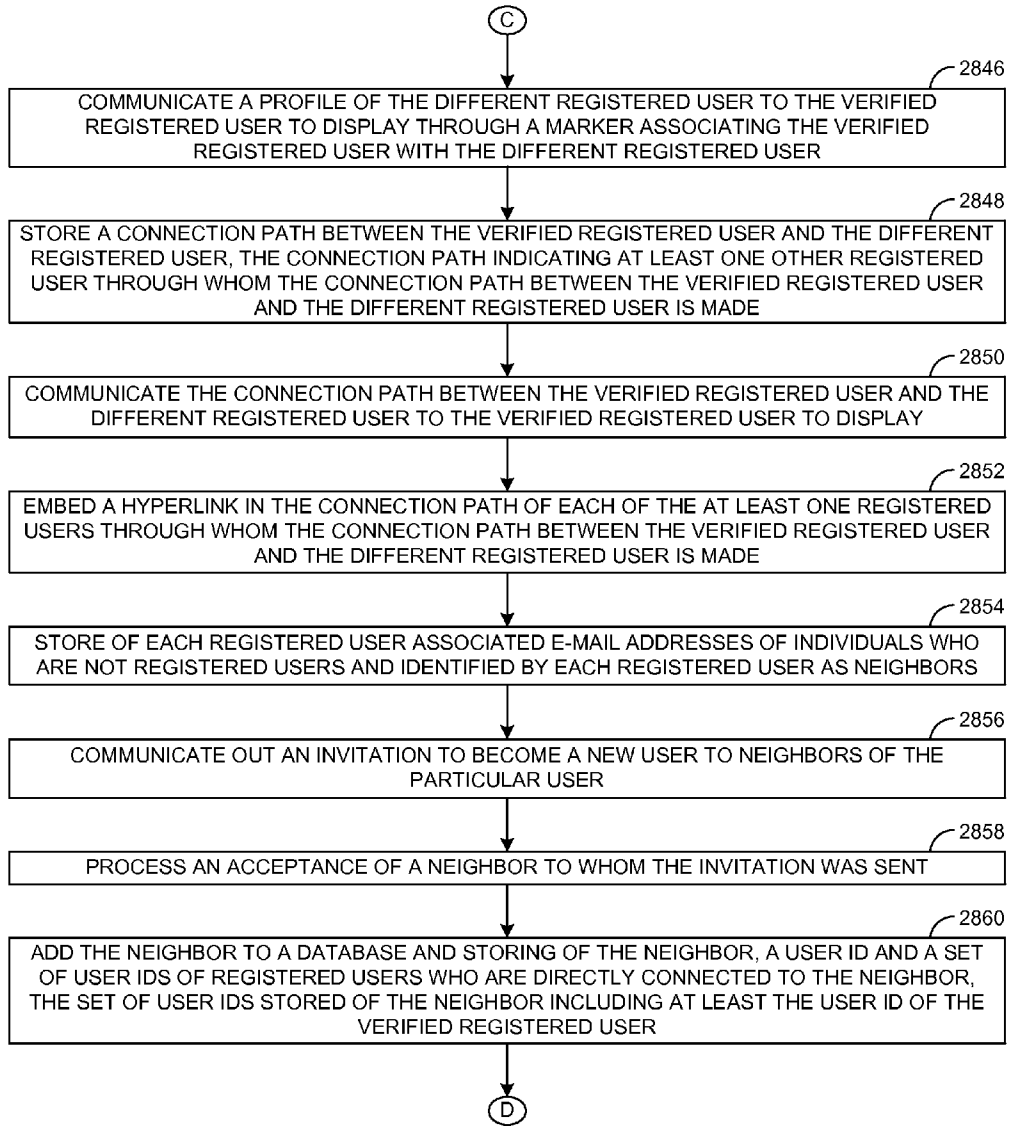 C
2846
COMMUNICATE A PROFILE OF THE DIFFERENT REGISTERED USER TO THE VERIFIED
REGISTERED USER TO DISPLAY THROUGH A MARKER ASSOCIATING THE VERIFIED
REGISTERED USER WITH THE DIFFERENT REGISTERED USER
2848
STORE A CONNECTION PATH BETWEEN THE VERIFIED REGISTERED USER AND THE DIFFERENT
REGISTERED USER, THE CONNECTION PATH INDICATING AT LEAST ONE OTHER REGISTERED
USER THROUGH WHOM THE CONNECTION PATH BETWEEN THE VERIFIED REGISTERED USER
AND THE DIFFERENT REGISTERED USER IS MADE
2850
COMMUNICATE THE CONNECTION PATH BETWEEN THE VERIFIED REGISTERED USER AND THE
DIFFERENT REGISTERED USER TO THE VERIFIED REGISTERED USER TO DISPLAY
2852
EMBED A HYPERLINK IN THE CONNECTION PATH OF EACH OF THE AT LEAST ONE REGISTERED
USERS THROUGH WHOM THE CONNECTION PATH BETWEEN THE VERIFIED REGISTERED USER
AND THE DIFFERENT REGISTERED USER IS MADE
2854
STORE OF EACH REGISTERED USER ASSOCIATED E-MAIL ADDRESSES OF INDIVIDUALS WHO
ARE NOT REGISTERED USERS AND IDENTIFIED BY EACH REGISTERED USER AS NEIGHBORS
2856
COMMUNICATE OUT AN INVITATION TO BECOME A NEW USER TO NEIGHBORS OF THE
PARTICULAR USER
2858
PROCESS AN ACCEPTANCE OF A NEIGHBOR TO WHOM THE INVITATION WAS SENT
2860
ADD THE NEIGHBOR TO A DATABASE AND STORING OF THE NEIGHBOR, A USER ID AND A SET
OF USER IDS OF REGISTERED USERS WHO ARE DIRECTLY CONNECTED TO THE NEIGHBOR,
THE SET OF USER IDS STORED OF THE NEIGHBOR INCLUDING AT LEAST THE USER ID OF THE
VERIFIED REGISTERED USER
D